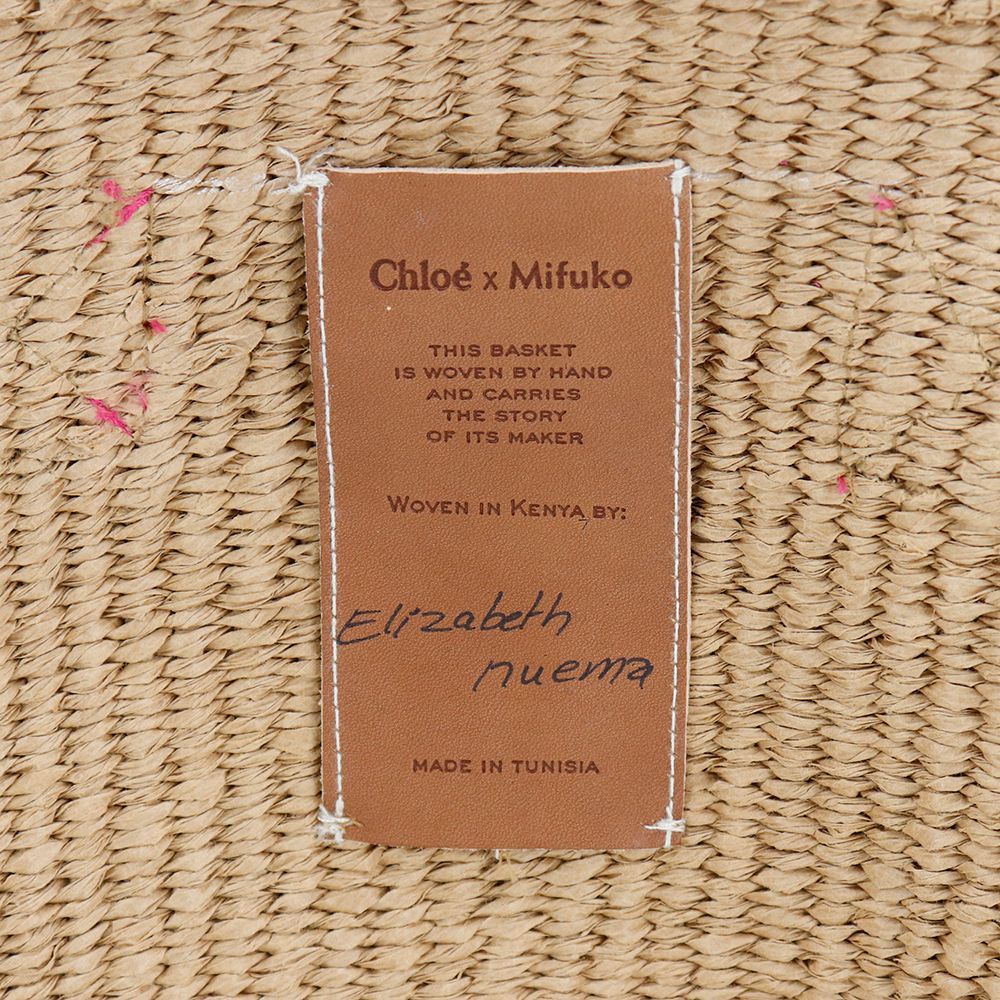 Chloé x Mifuko
THIS BASKET
IS WOVEN BY HAND
AND CARRIES
THE STORY
OF ITS MAKER
WOVEN IN KENYA BY:
Elizabeth
nuema
MADE IN TUNISIA